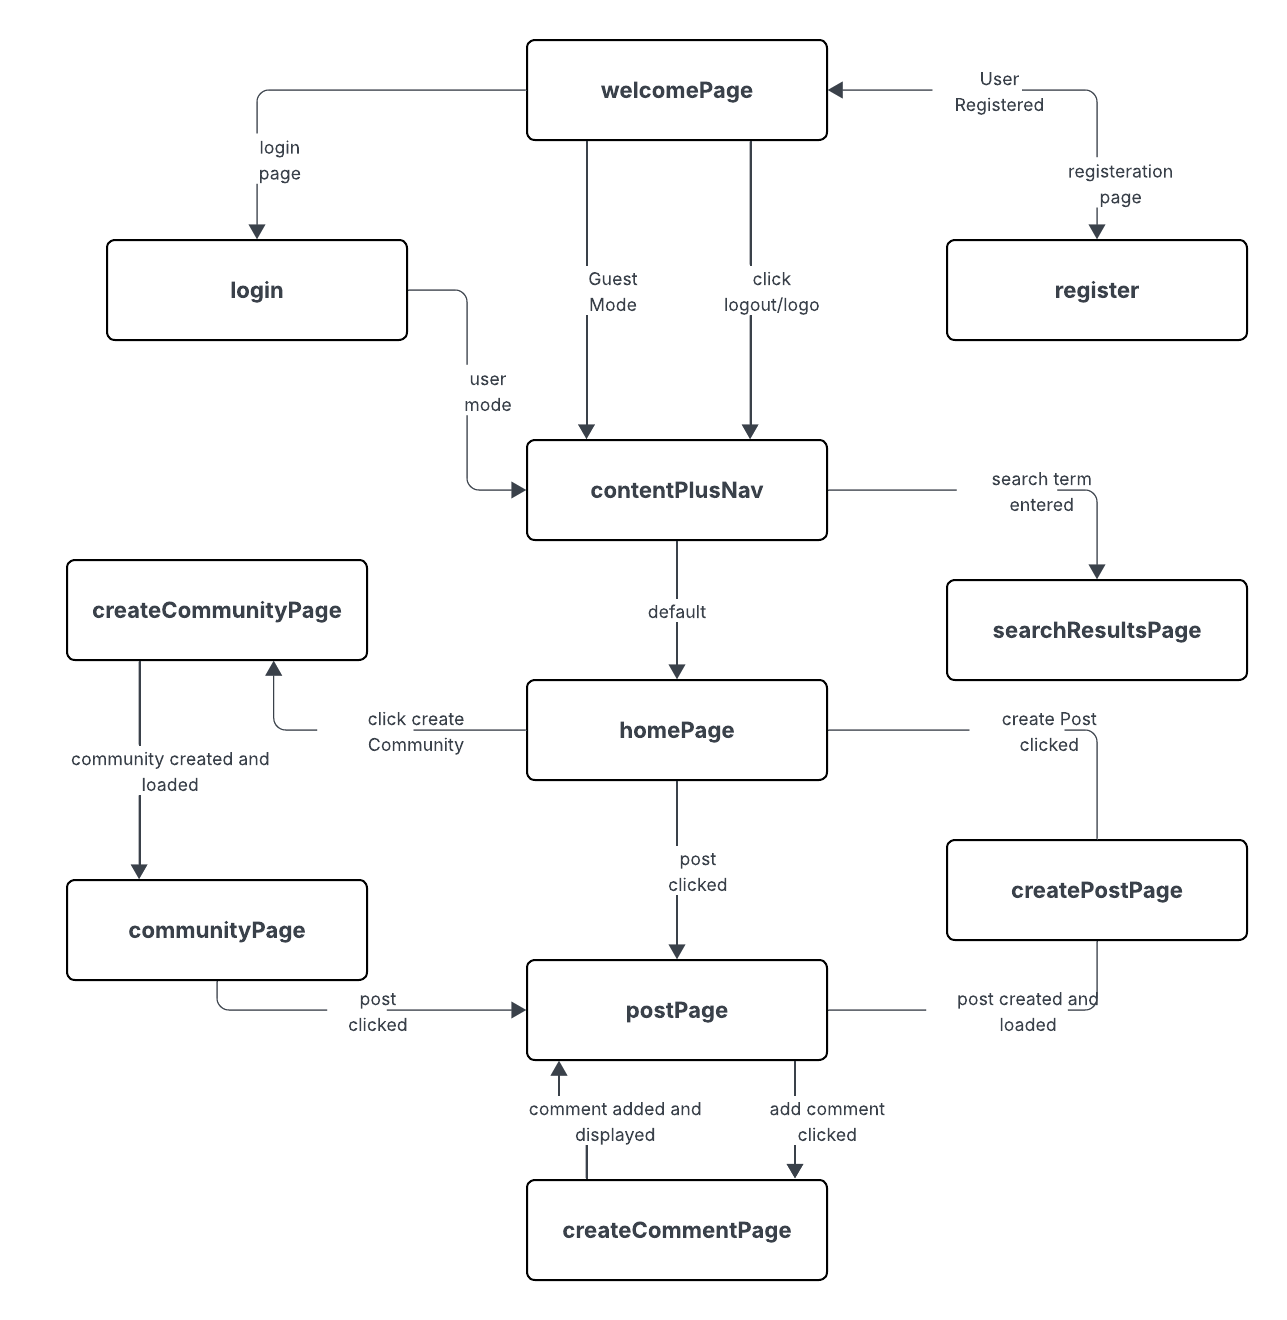 welcomePage
User
Registered
login
page
registeration
page
login
register
Guest
Mode
click
logout/logo
user
mode
contentPlusNav
search term
entered
createCommunityPage
default
searchResultsPage
click create
Community
homePage
create Post
clicked
community created and
loaded
post
clicked
createPostPage
communityPage
post
clicked
postPage
post created and
loaded
comment added and
displayed
add comment
clicked
createCommentPage